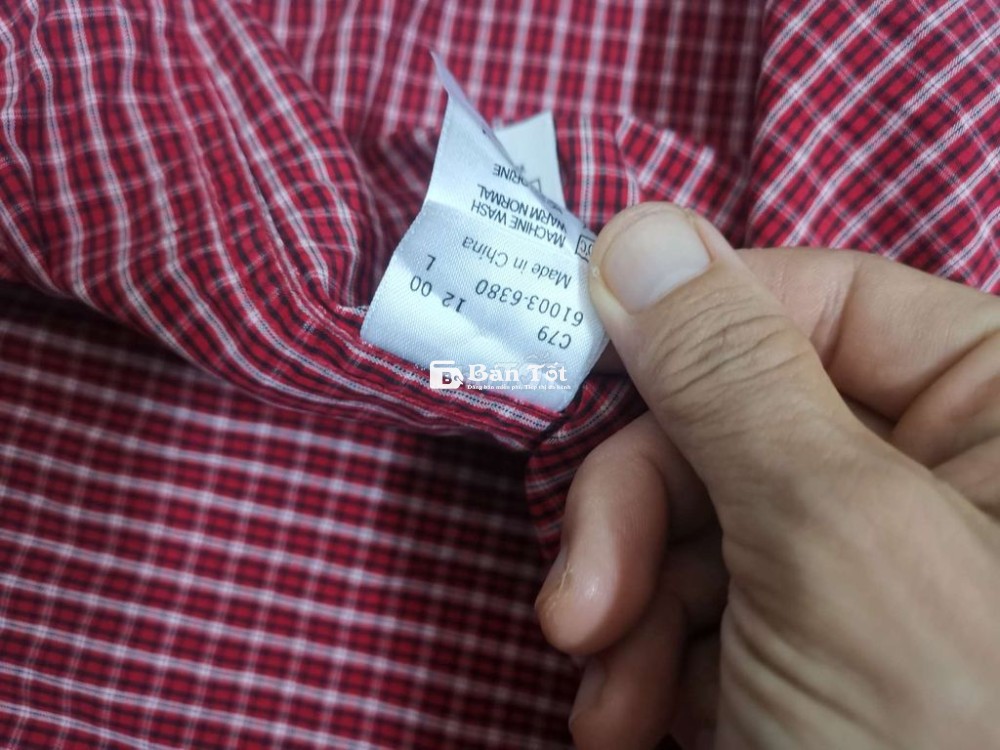 MACHINE WASH
WARM NORMAL
Made in China
61003-6380
12 00 L
C79
Bán Tốt